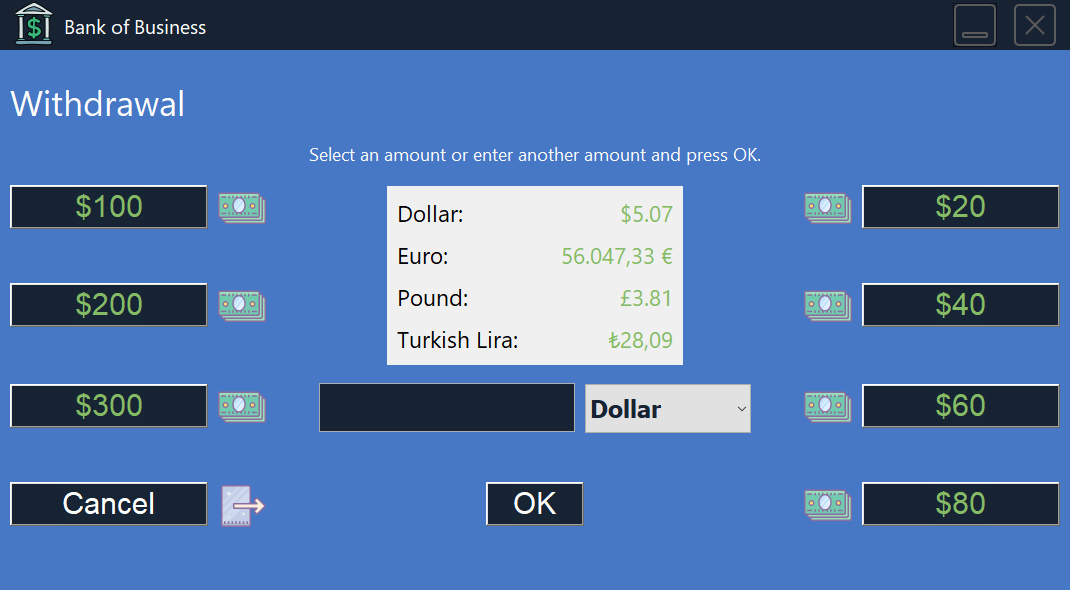 Bank of Business
Withdrawal
Select an amount or enter another amount and press OK.
$100
Dollar: $5.07
$20
Euro: 56.047,33 €
$200
Pound: £3.81
$40
Turkish Lira: ₺28,09
$300
Dollar
$60
Cancel
OK
$80